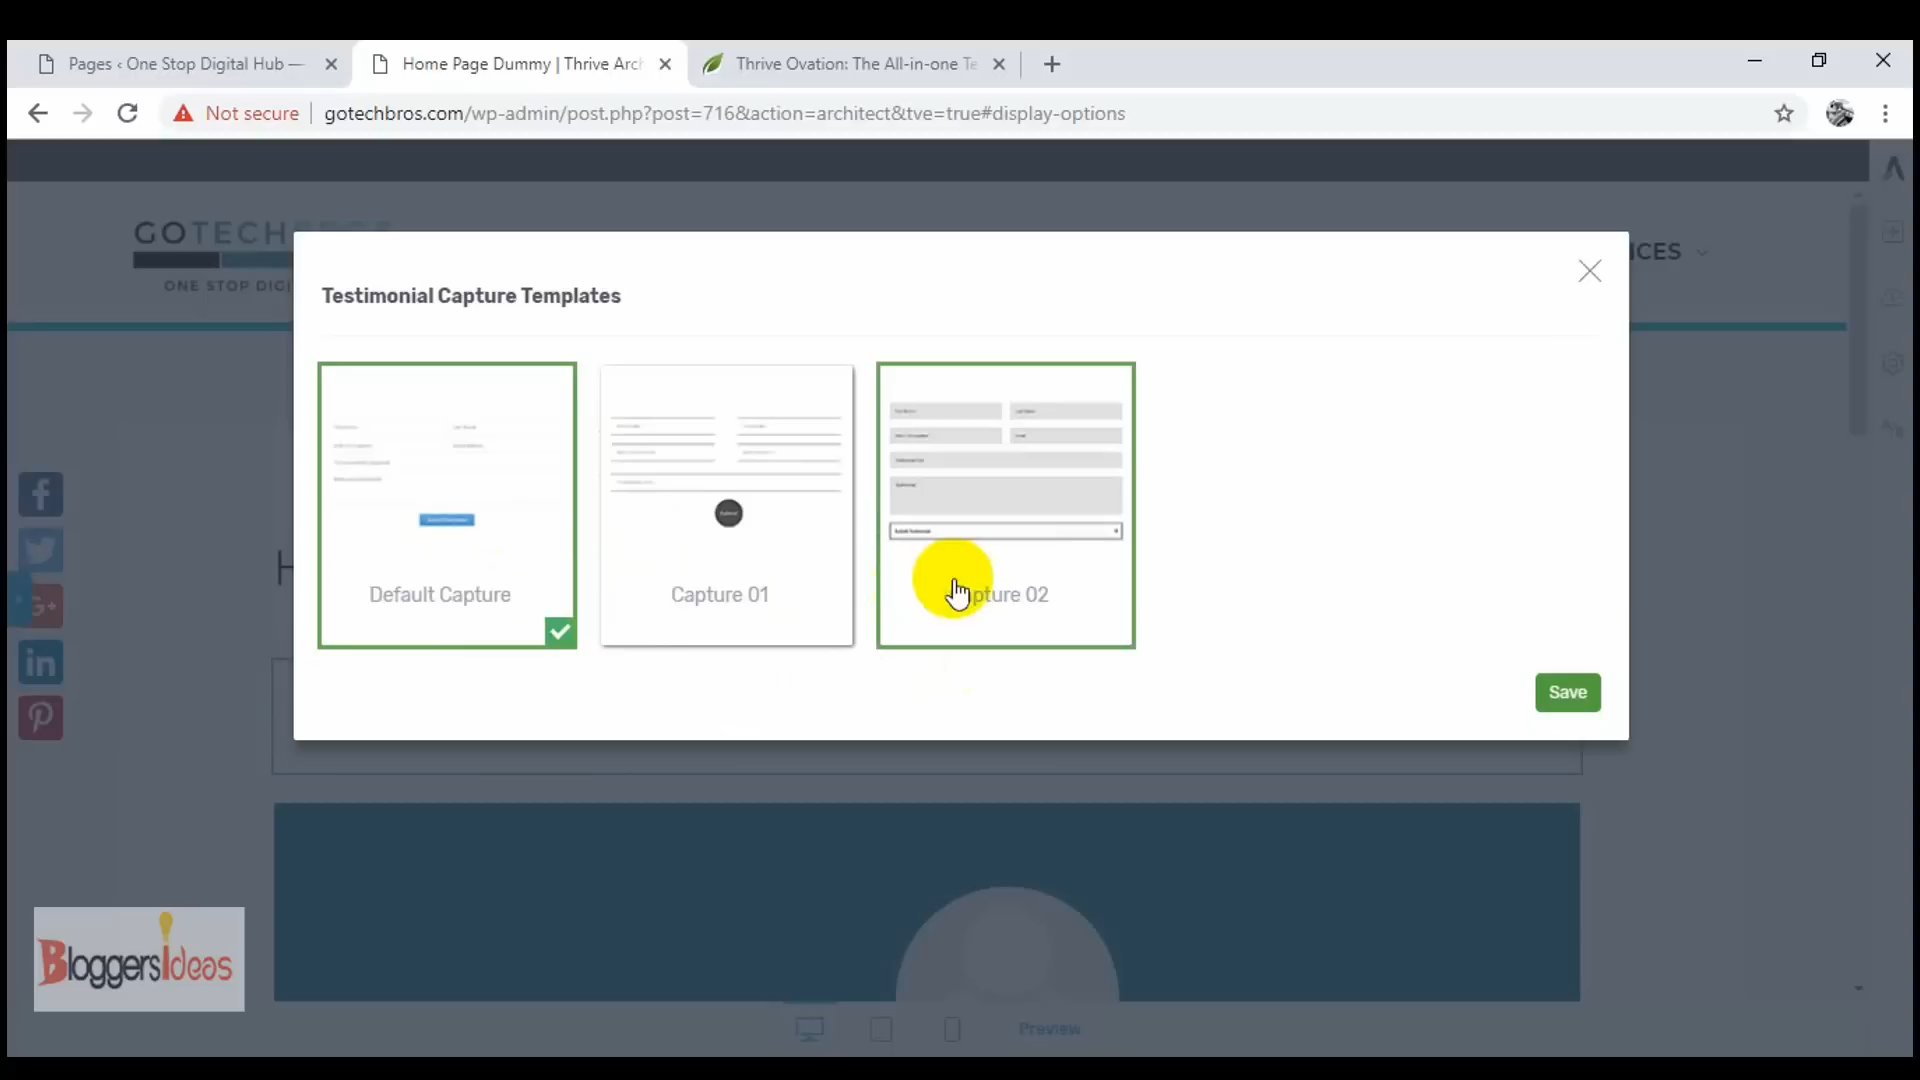 Pages ‹ One Stop Digital Hub —
Home Page Dummy | Thrive Arc
Thrive Ovation: The All-in-one Te
Not secure
gotechbros.com/wp-admin/post.php?post=716&action=architect&tve=true#display-options
GOTECH
ONE STOP DIGI
ICES
Testimonial Capture Templates
Default Capture
Capture 01
pture 02
Save
H
BloggersIdeas
Preview